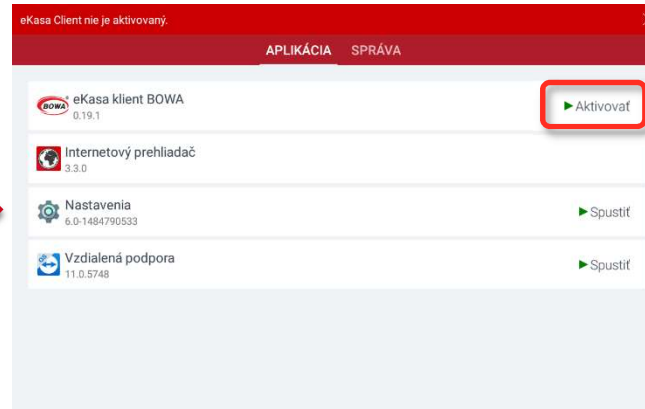 eKasa Client nie je aktivovaný.
APLIKÁCIA SPRÁVA
BOWA eKasa klient BOWA
0.19.1
Aktivovať
Internetový prehliadač
3.3.0
Nastavenia
6.0-1484790533
Spustiť
Vzdialená podpora
11.0.5748
Spustiť